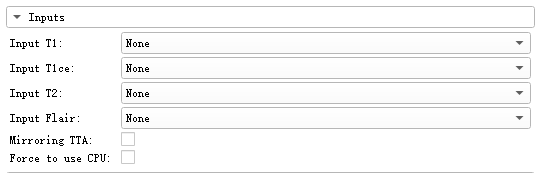 Inputs
Input T1: None
Input T1ce: None
Input T2: None
Input Flair: None
Mirroring TTA:
Force to use CPU: